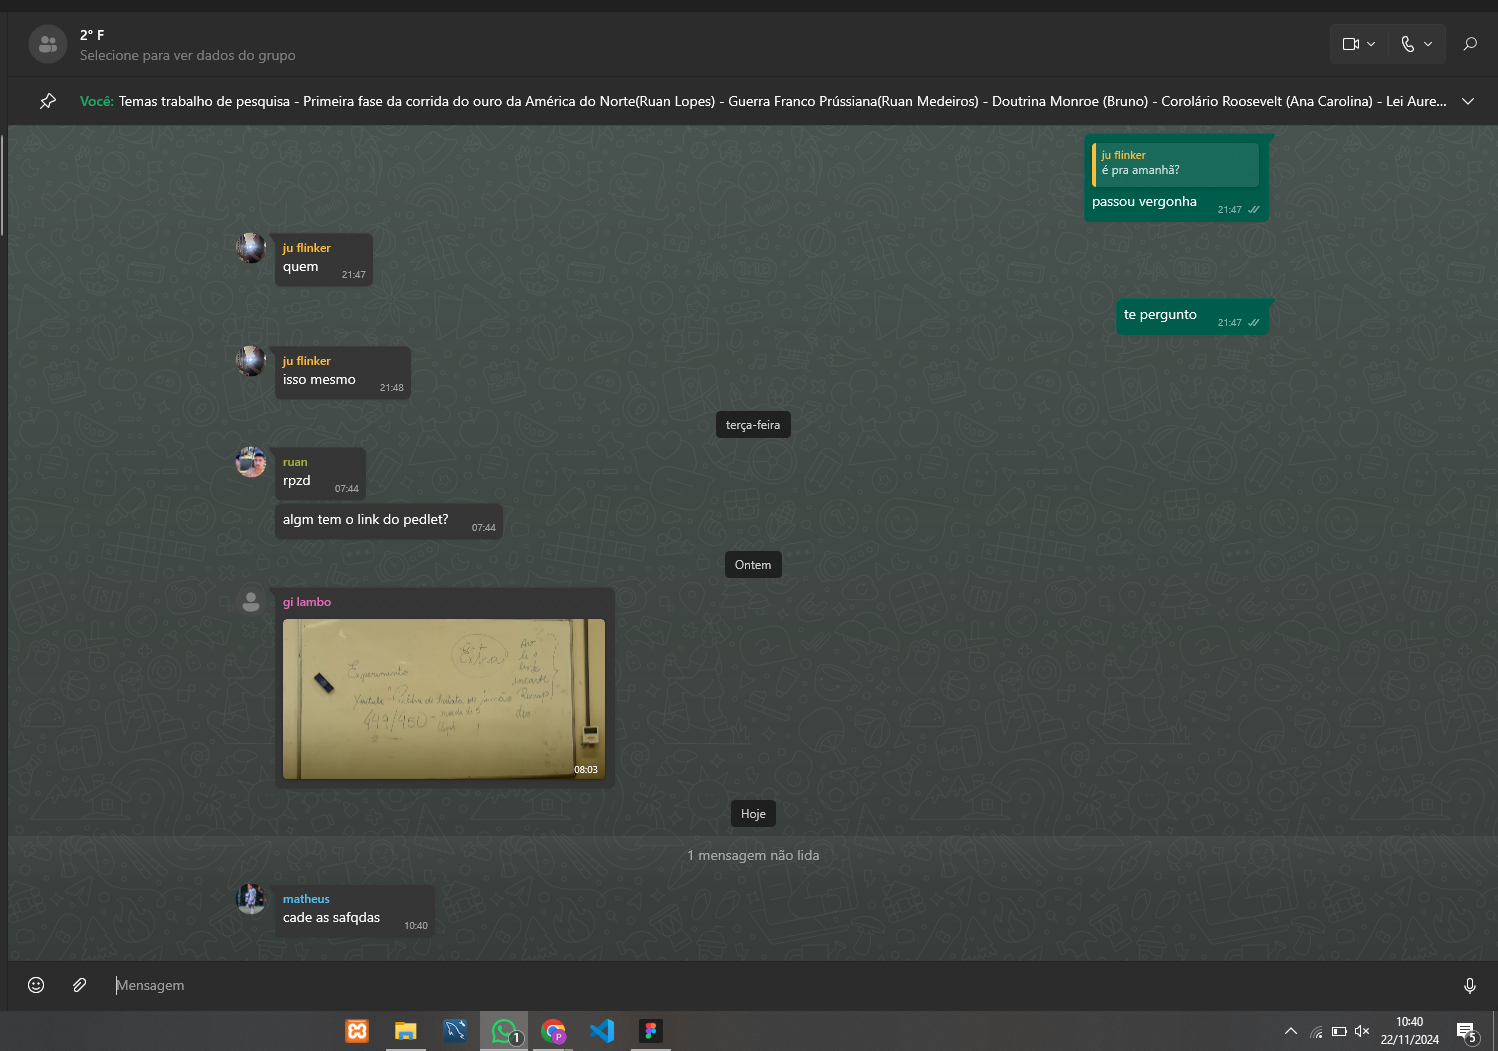 2° F
Selecione para ver dados do grupo
Você: Temas trabalho de pesquisa - Primeira fase da corrida do ouro da América do Norte(Ruan Lopes) - Guerra Franco Prússiana(Ruan Medeiros) - Doutrina Monroe (Bruno) - Corolário Roosevelt (Ana Carolina) - Lei Aure...
ju flinker
é pra amanhã?
passou vergonha
21:47
ju flinker
quem
21:47
te pergunto
21:47
ju flinker
isso mesmo
21:48
terça-feira
ruan
rpzd
07:44
algm tem o link do pedlet?
07:44
Ontem
gi lambo
Extra
Experimento
Youtube
449/450
08:03
Hoje
1 mensagem não lida
matheus
cade as safqdas
10:40
Mensagem
1
P
10:40
22/11/2024
5